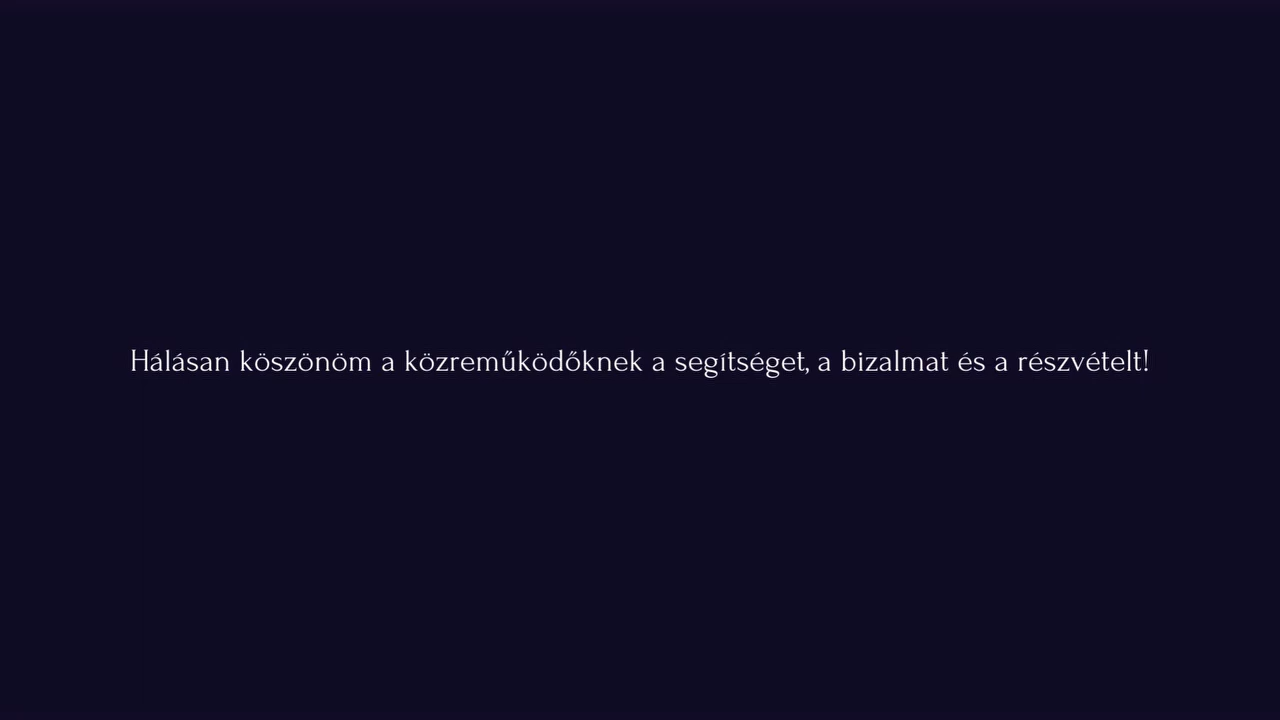 Hálásan köszönöm a közreműködőknek a segítséget, a bizalmat és a részvételt!